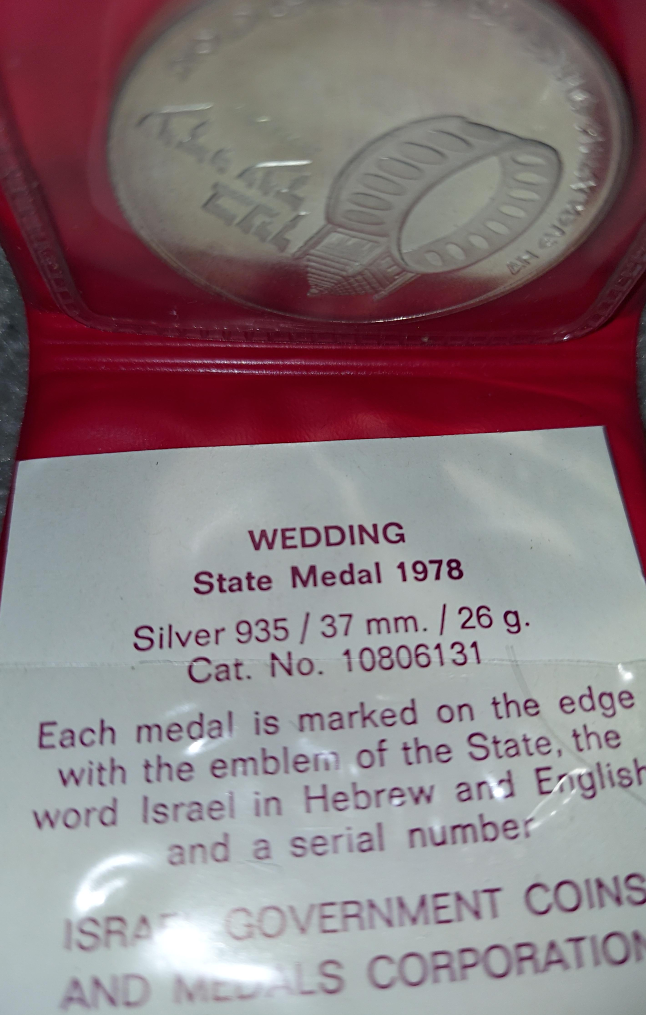 WEDDING
State Medal 1978
Silver 935 / 37 mm. / 26 g.
Cat. No. 10806131
Each medal is marked on the edge
with the emblem of the State, the
word Israel in Hebrew and English
and a serial number
ISRAEL GOVERNMENT COINS
AND MEDALS CORPORATION